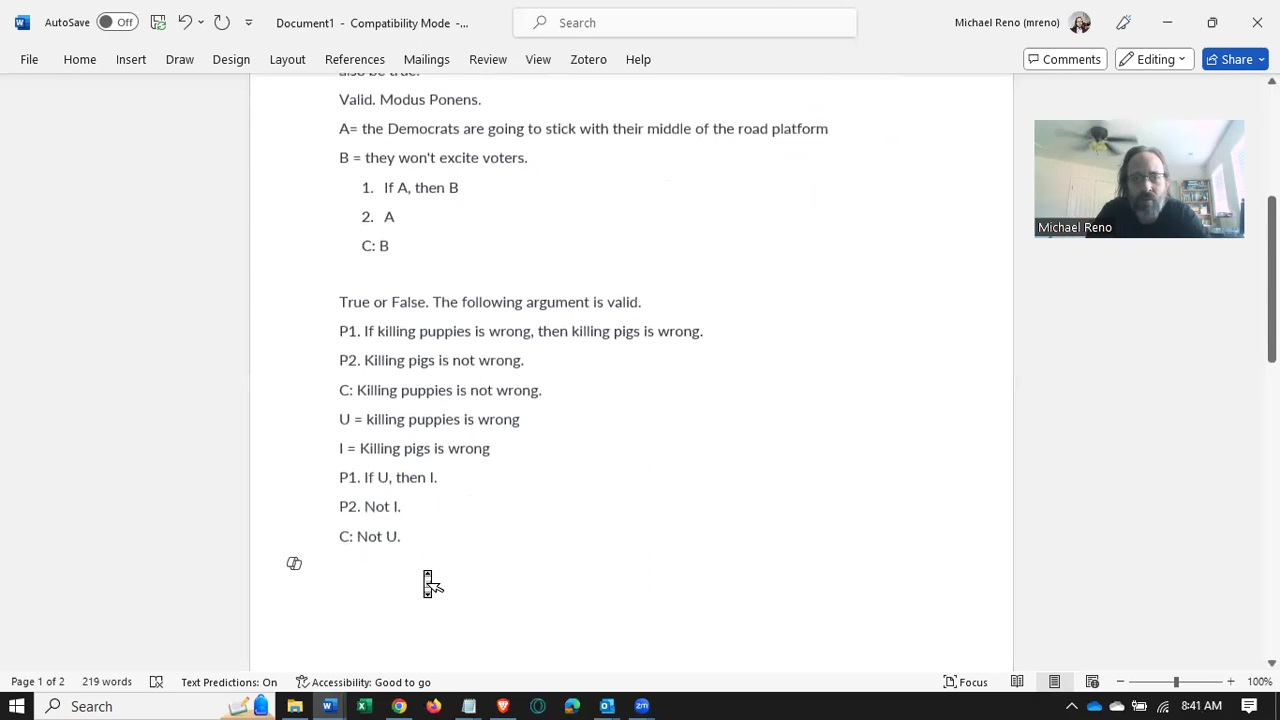 AutoSave
Off
Document1 - Compatibility Mode -...
Search
Michael Reno (mreno)
File
Home
Insert
Draw
Design
Layout
References
Mailings
Review
View
Zotero
Help
Comments
Editing
Share
also be true.
Valid. Modus Ponens.
A= the Democrats are going to stick with their middle of the road platform
B = they won't excite voters.
1. If A, then B
2. A
C: B
Michael Reno
True or False. The following argument is valid.
P1. If killing puppies is wrong, then killing pigs is wrong.
P2. Killing pigs is not wrong.
C: Killing puppies is not wrong.
U = killing puppies is wrong
I = Killing pigs is wrong
P1. If U, then I.
P2. Not I.
C: Not U.
Page 1 of 2
219 words
Text Predictions: On
Accessibility: Good to go
Focus
100%
Search
8:41 AM